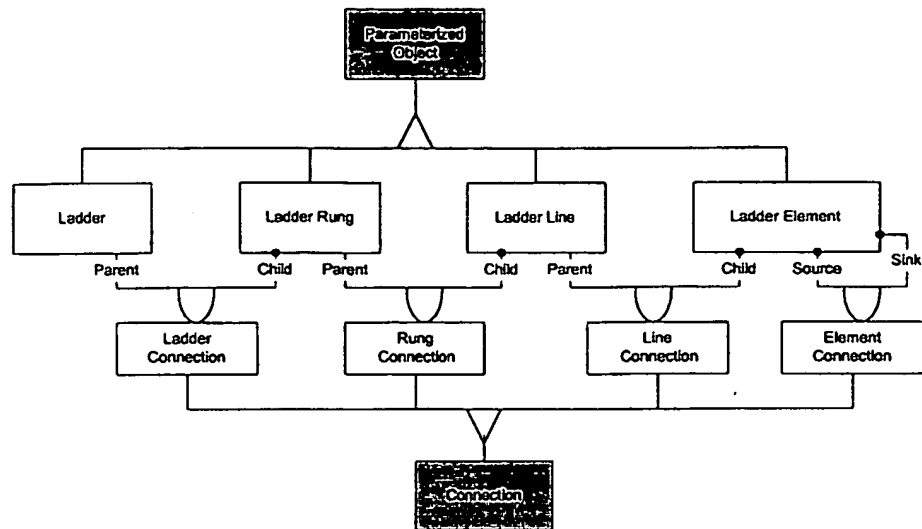 Parameterized
Object
Ladder
Ladder Rung
Ladder Line
Ladder Element
Parent
Child
Parent
Child
Parent
Child
Source
Sink
Ladder
Connection
Rung
Connection
Line
Connection
Element
Connection
Connection